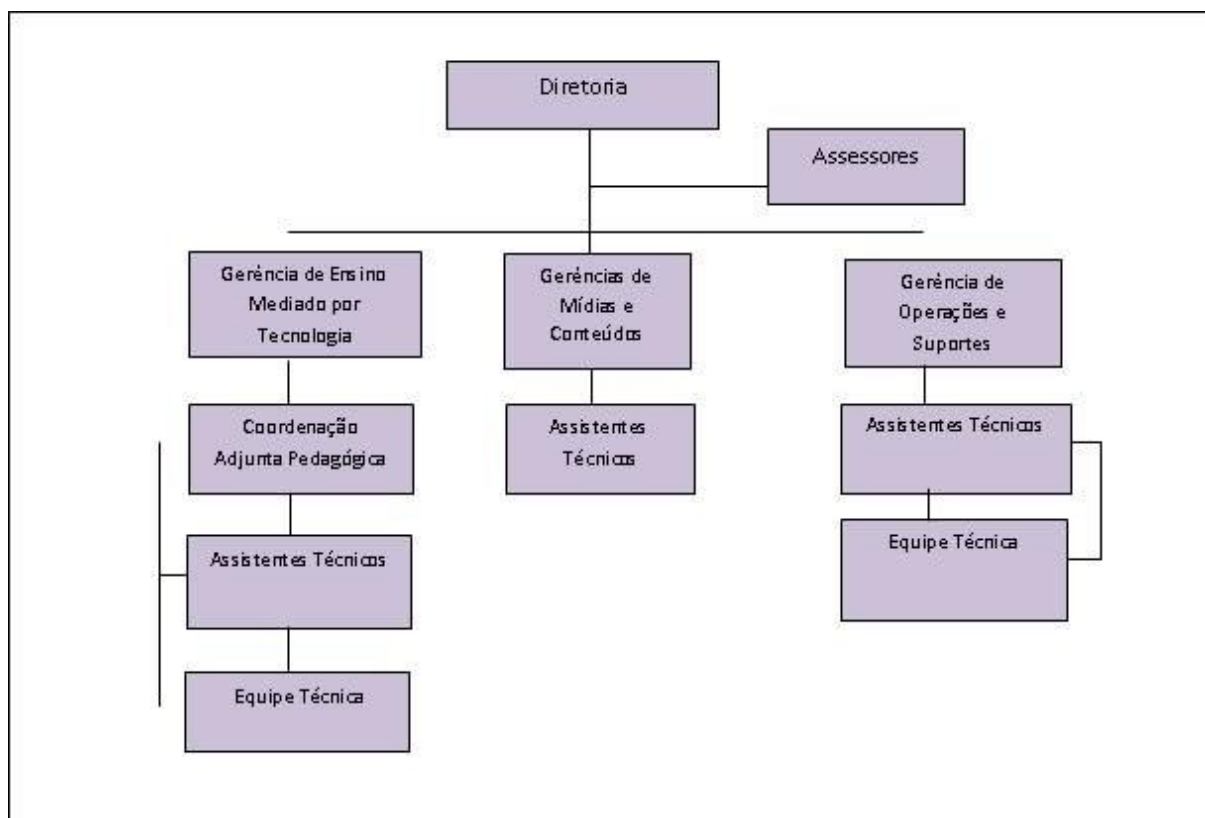 Diretoria
Assessores
Gerência de Ensino
Mediado por
Tecnologia
Gerências de
Mídias e
Conteúdos
Gerência de
Operações e
Suportes
Coordenação
Adjunta Pedagógica
Assistentes
Técnicos
Assistentes Técnicos
Assistentes Técnicos
Equipe Técnica
Equipe Técnica